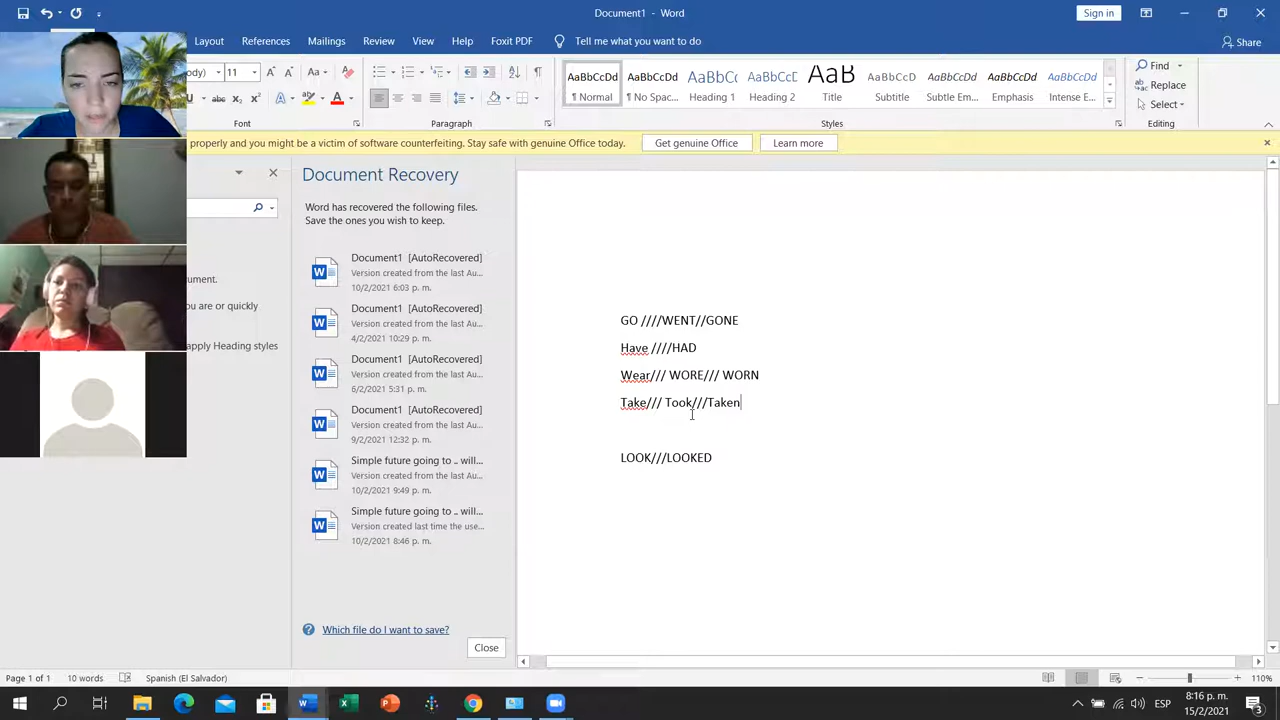 Document1 - Word
Sign in
Layout References Mailings Review View Help Foxit PDF Tell me what you want to do Share
ody) 11
AaBbCcDd AaBbCcDd AaBbC( AaBbCcC AaB AaBbCcD AaBbCcDd AaBbCcDd AaBbCcDd
¶ Normal ¶ No Spac... Heading 1 Heading 2 Title Subtitle Subtle Em... Emphasis Intense E...
Find
Replace
Select
Font Paragraph Styles Editing
properly and you might be a victim of software counterfeiting. Stay safe with genuine Office today. Get genuine Office Learn more
ument.
you are or quickly
apply Heading styles
Document Recovery
Word has recovered the following files.
Save the ones you wish to keep.
Document1 [AutoRecovered]
Version created from the last Au...
10/2/2021 6:03 p. m.
Document1 [AutoRecovered]
Version created from the last Au...
4/2/2021 10:29 p. m.
Document1 [AutoRecovered]
Version created from the last Au...
6/2/2021 5:31 p. m.
Document1 [AutoRecovered]
Version created from the last Au...
9/2/2021 12:32 p. m.
Simple future going to .. will...
Version created from the last Au...
10/2/2021 9:49 p. m.
Simple future going to .. will...
Version created last time the use...
10/2/2021 8:46 p. m.
Which file do I want to save?
Close
GO ////WENT//GONE
Have ////HAD
Wear/// WORE/// WORN
Take/// Took///Taken
LOOK///LOOKED
Page 1 of 1 10 words Spanish (El Salvador) 110%
ESP
8:16 p. m.
15/2/2021
3